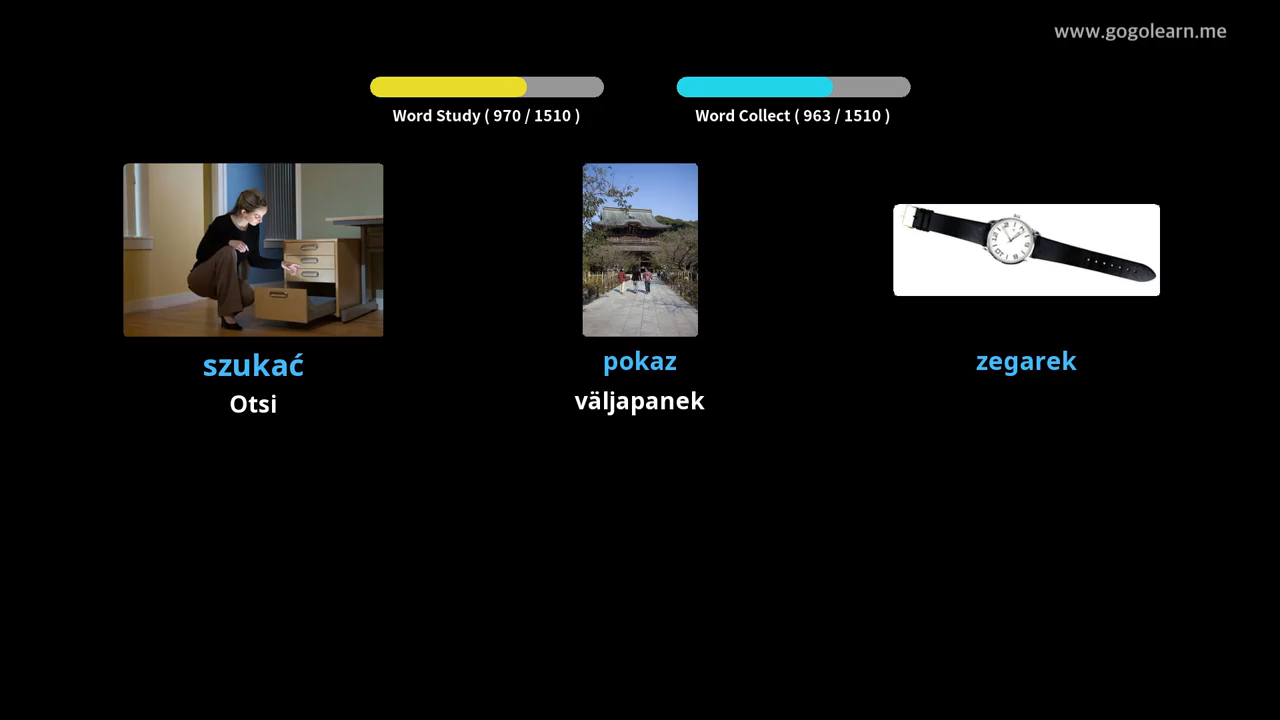 www.gogolearn.me
Word Study ( 970 / 1510 )
Word Collect ( 963 / 1510 )
szukać
Otsi
pokaz
väljapanek
zegarek